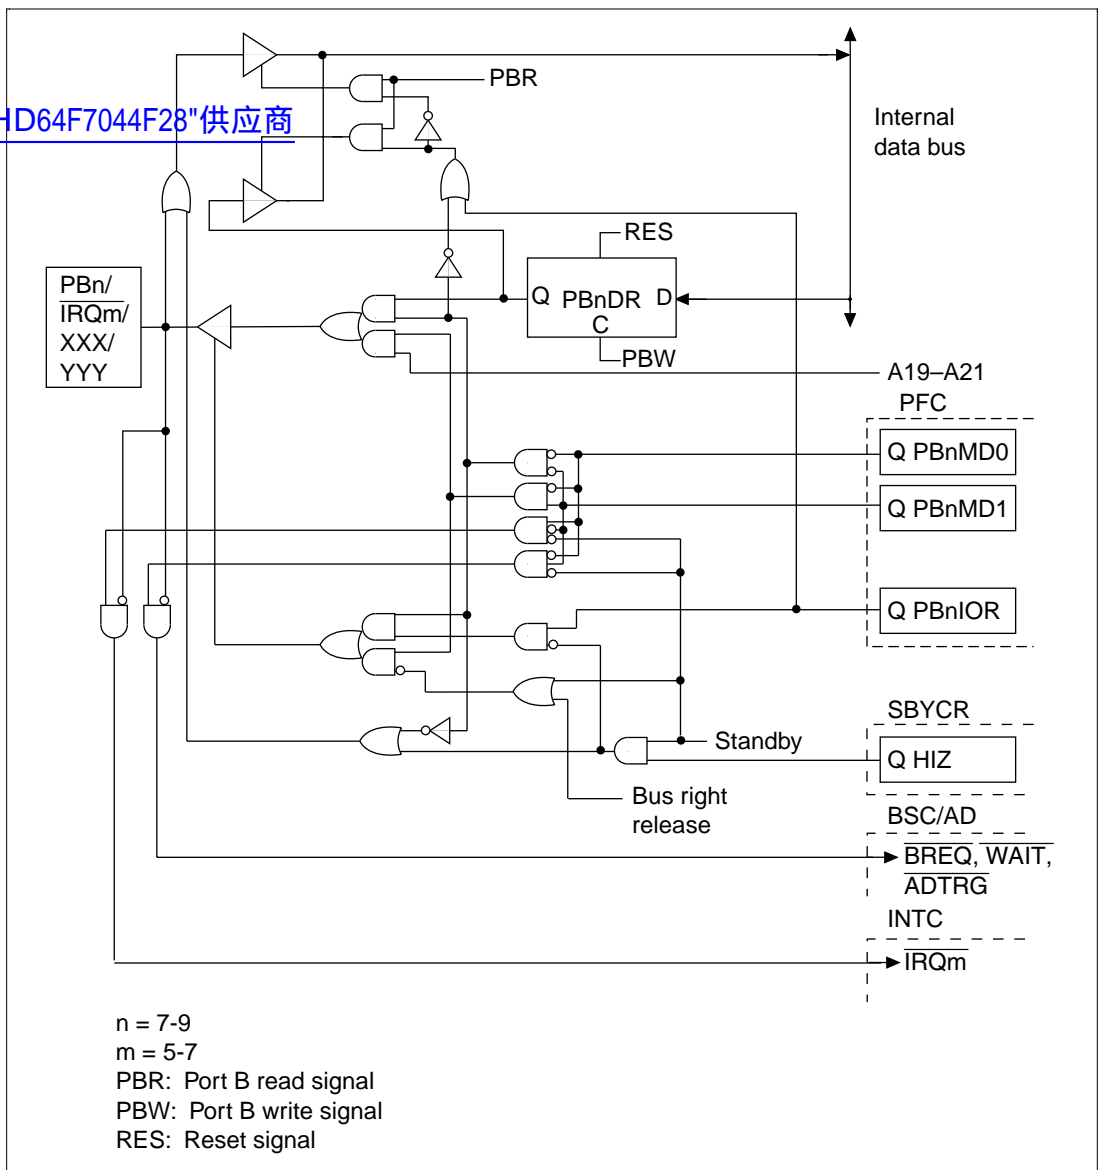 PBR
HD64F7044F28"供应商
Internal
data bus
RES
Q PBnDR D
C
PBW
PBn/
IRQm/
XXX/
YYY
A19–A21
PFC
Q PBnMD0
Q PBnMD1
Q PBnIOR
SBYCR
Standby
Q HIZ
Bus right
release
BSC/AD
BREQ, WAIT,
ADTRG
INTC
IRQm
n = 7-9
m = 5-7
PBR: Port B read signal
PBW: Port B write signal
RES: Reset signal